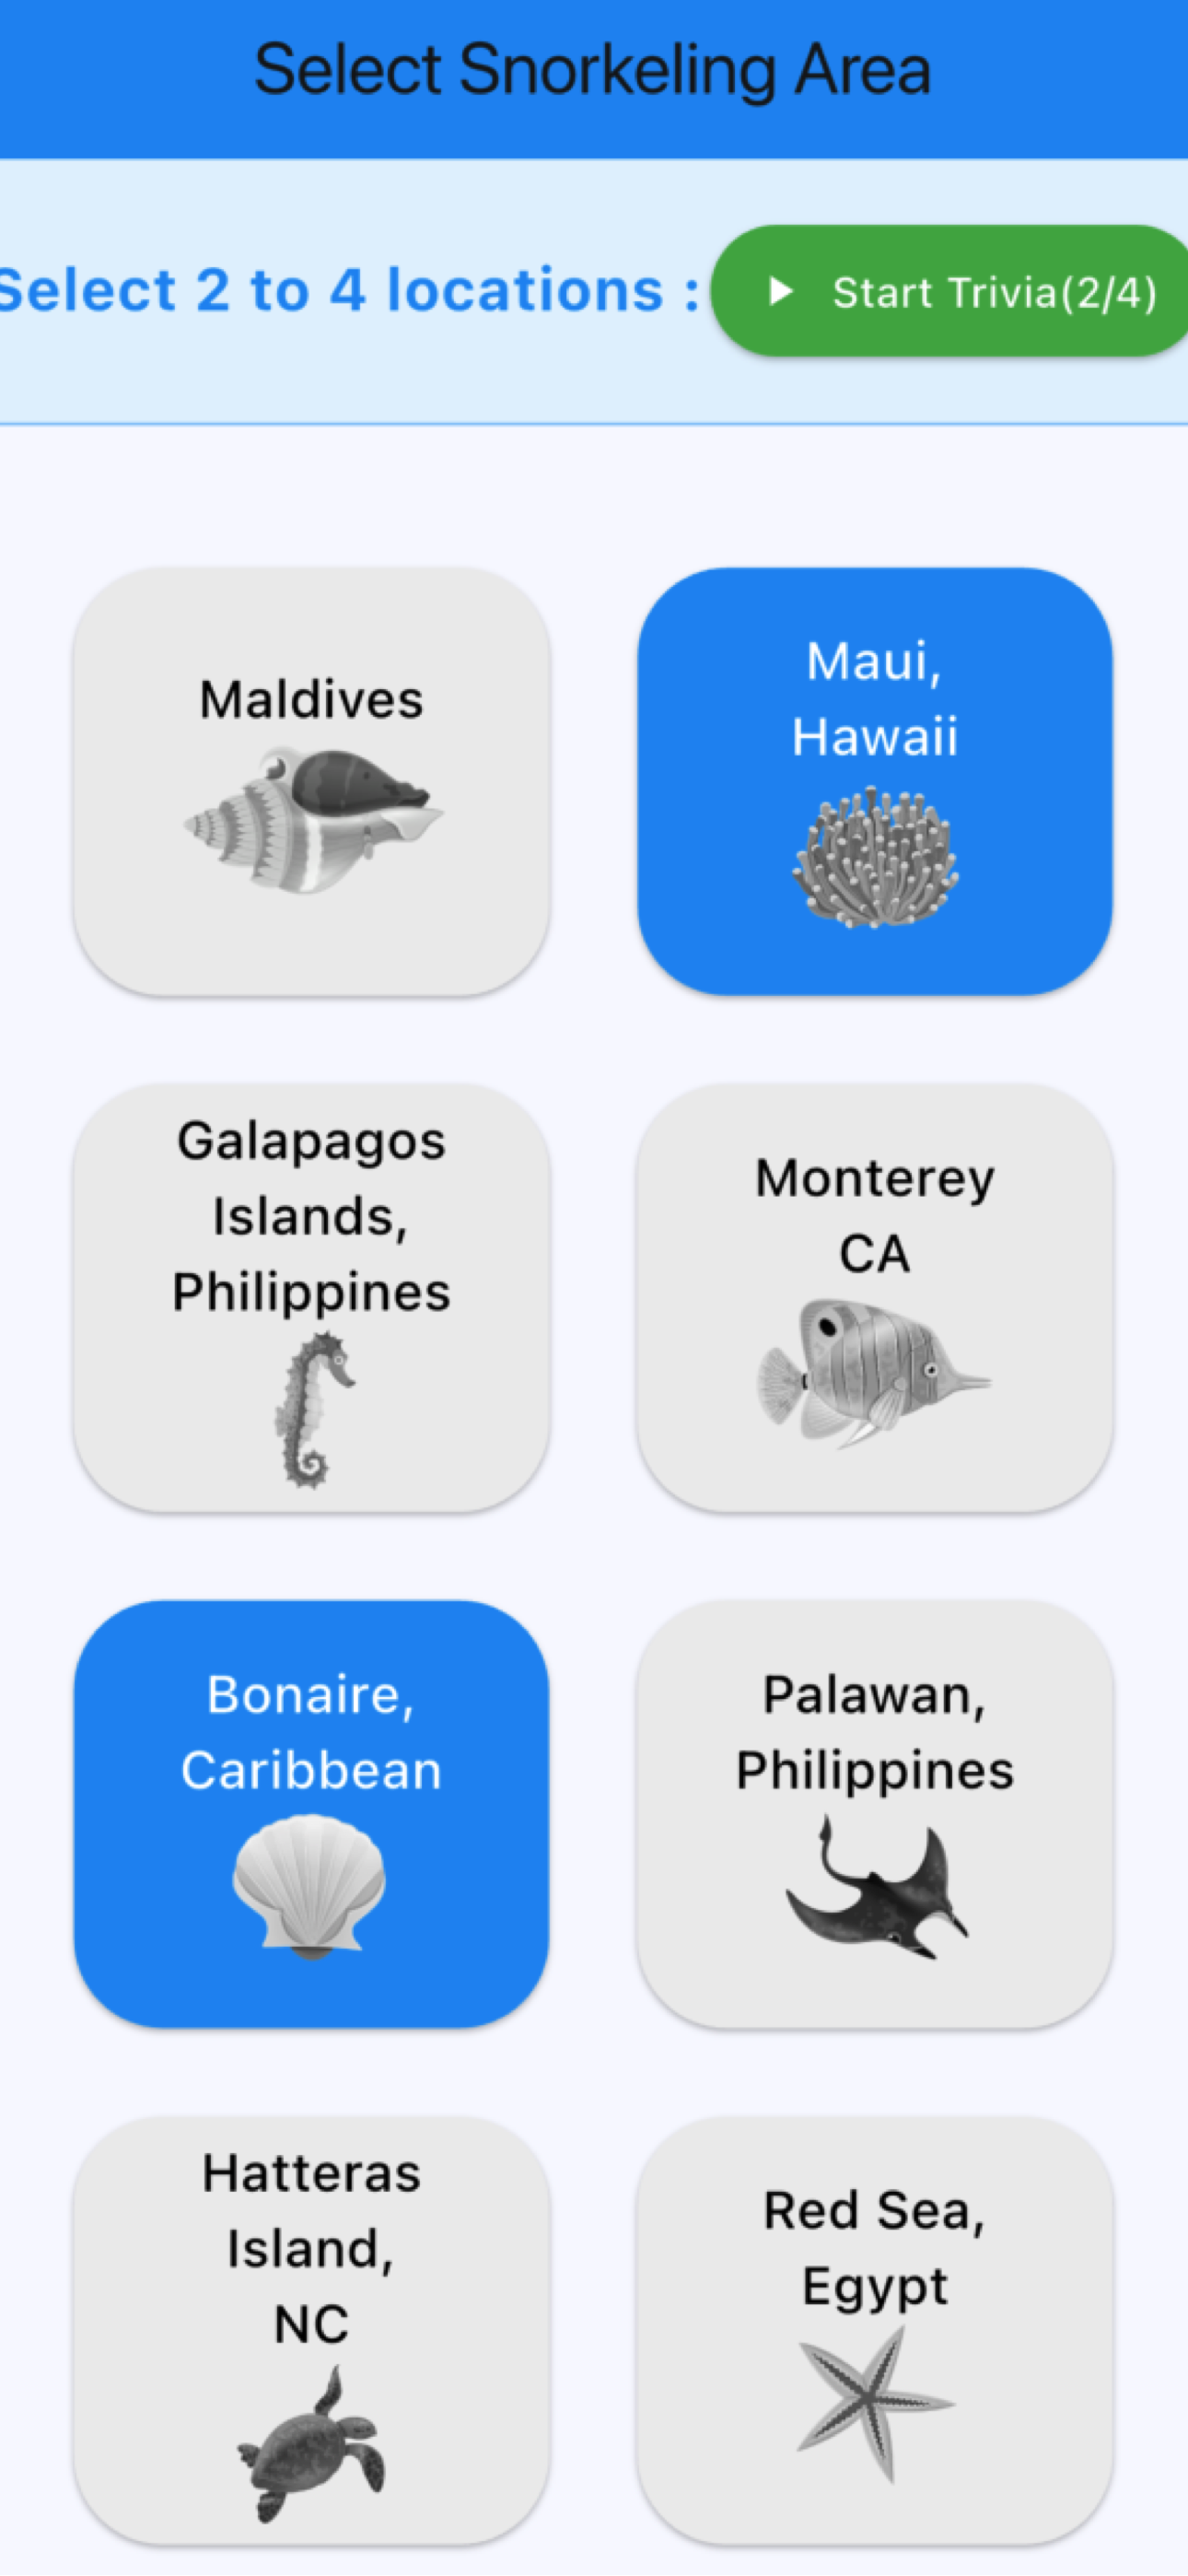 Select Snorkeling Area
Select 2 to 4 locations :
Start Trivia(2/4)
Maldives
Maui,
Hawaii
Galapagos
Islands,
Philippines
Monterey
CA
Bonaire,
Caribbean
Palawan,
Philippines
Hatteras
Island,
NC
Red Sea,
Egypt